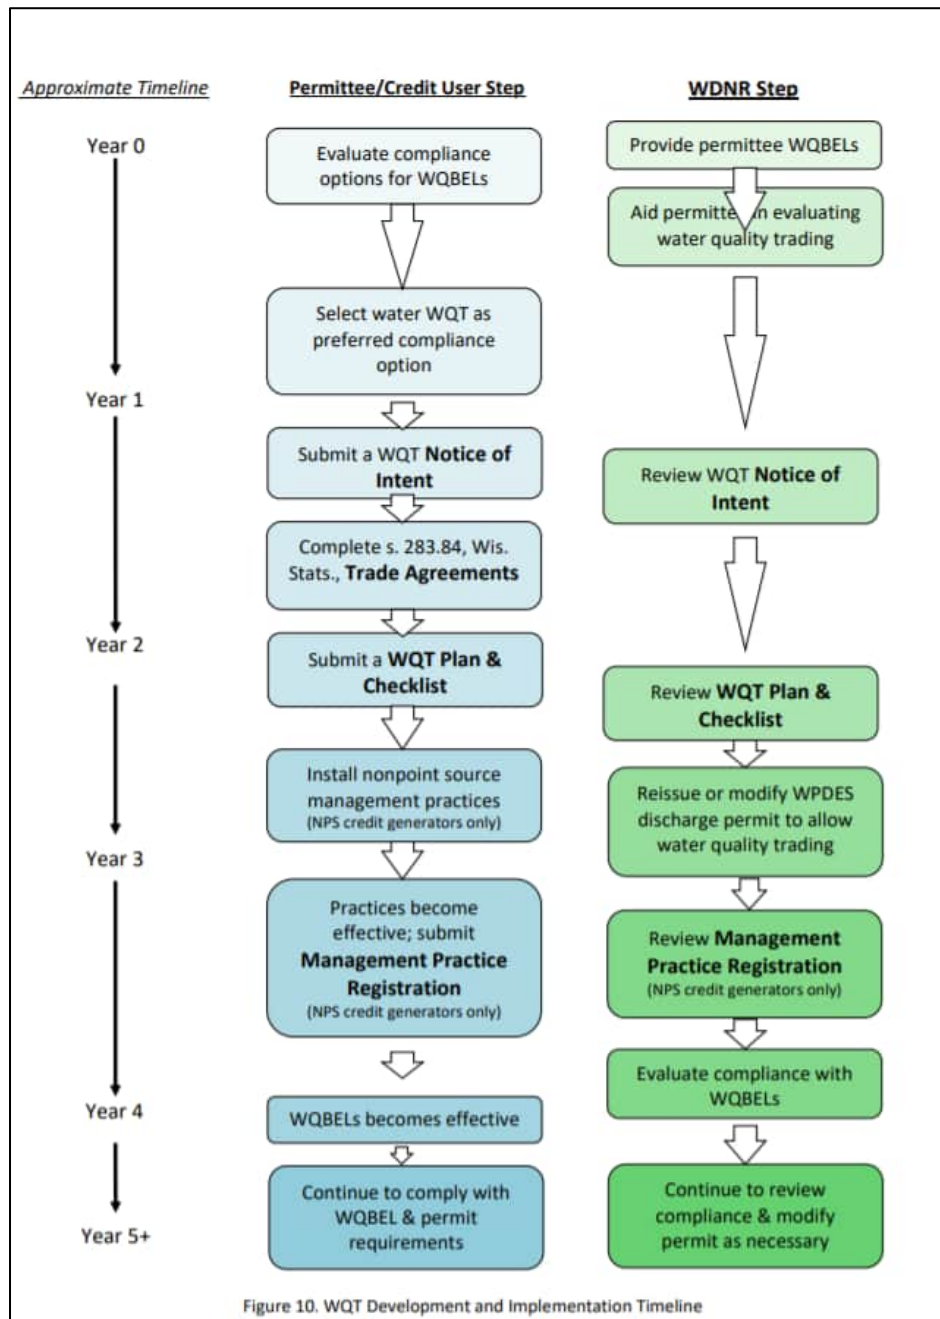 Approximate Timeline
Permittee/Credit User Step
WDNR Step
Year 0
Year 1
Year 2
Year 3
Year 4
Year 5+
Evaluate compliance
options for WQBELs
Select water WQT as
preferred compliance
option
Submit a WQT Notice of
Intent
Complete s. 283.84, Wis.
Stats., Trade Agreements
Submit a WQT Plan &
Checklist
Install nonpoint source
management practices
(NPS credit generators only)
Practices become
effective; submit
Management Practice
Registration
(NPS credit generators only)
WQBELs becomes effective
Continue to comply with
WQBEL & permit
requirements
Provide permittee WQBELs
Aid permittee in evaluating
water quality trading
Review WQT Notice of
Intent
Review WQT Plan &
Checklist
Reissue or modify WPDES
discharge permit to allow
water quality trading
Review Management
Practice Registration
(NPS credit generators only)
Evaluate compliance with
WQBELs
Continue to review
compliance & modify
permit as necessary
Figure 10. WQT Development and Implementation Timeline